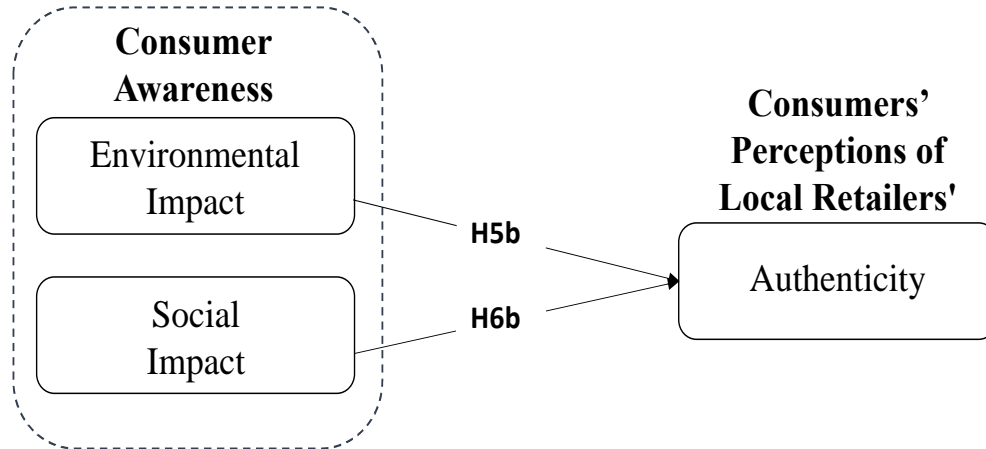 Consumer
Awareness
Environmental
Impact
Social
Impact
H5b
H6b
Consumers’
Perceptions of
Local Retailers'
Authenticity